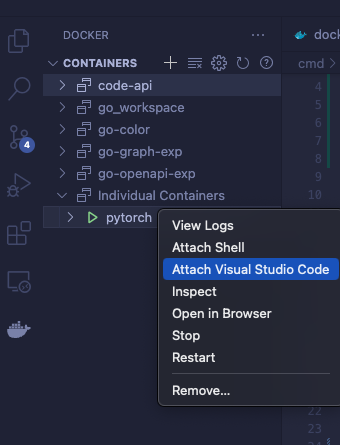 DOCKER
...
dock
CONTAINERS
cmd >
code-api
4
go_workspace
5
go-color
6
4
go-graph-exp
7
go-openapi-exp
8
Individual Containers
9
10
pytorch
View Logs
Attach Shell
Attach Visual Studio Code
Inspect
Open in Browser
Stop
Restart
Remove...
22
23